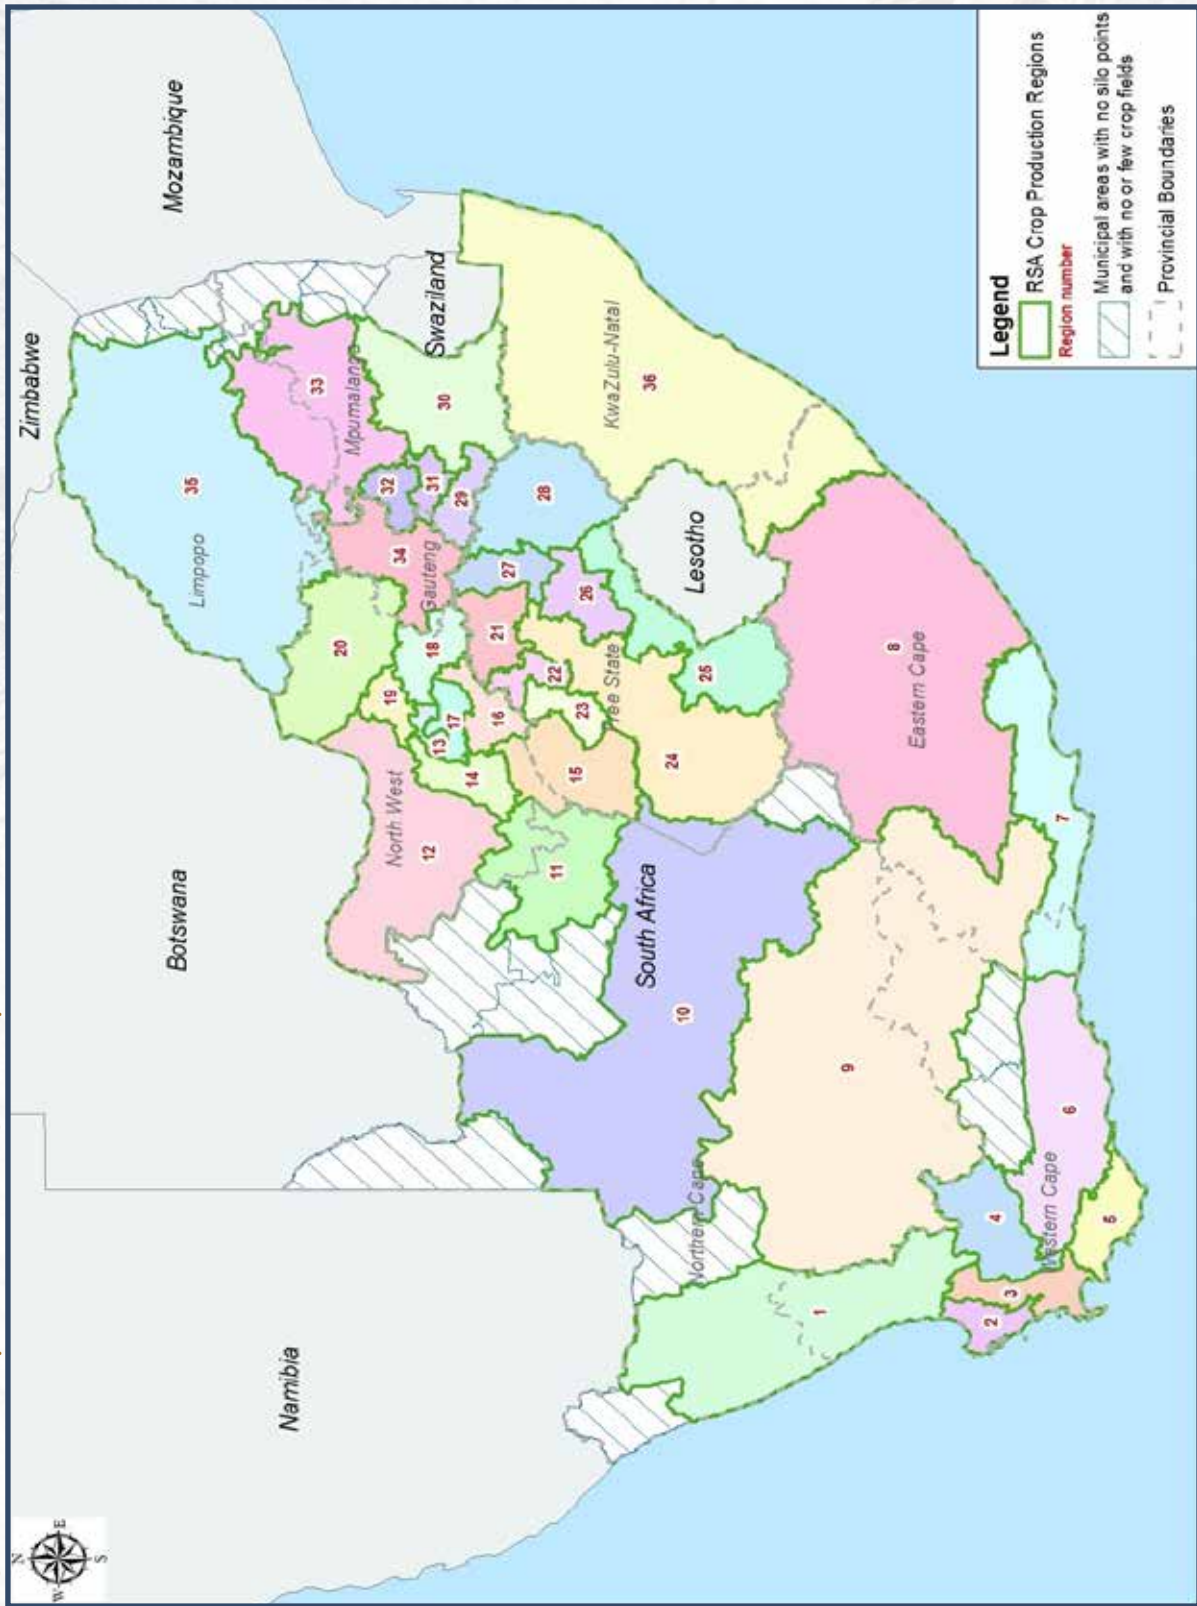 N
W
E
S
Zimbabwe
Mozambique
Botswana
Namibia
Swaziland
Lesotho
South Africa
Limpopo
Mpumalanga
Gauteng
North West
Free State
KwaZulu-Natal
Northern Cape
Eastern Cape
Western Cape
1
2
3
4
5
6
7
8
9
10
11
12
13
14
15
16
17
18
19
20
21
22
23
24
25
26
27
28
29
30
31
32
33
34
35
36
Legend
RSA Crop Production Regions
Region number
Municipal areas with no silo points
and with no or few crop fields
Provincial Boundaries